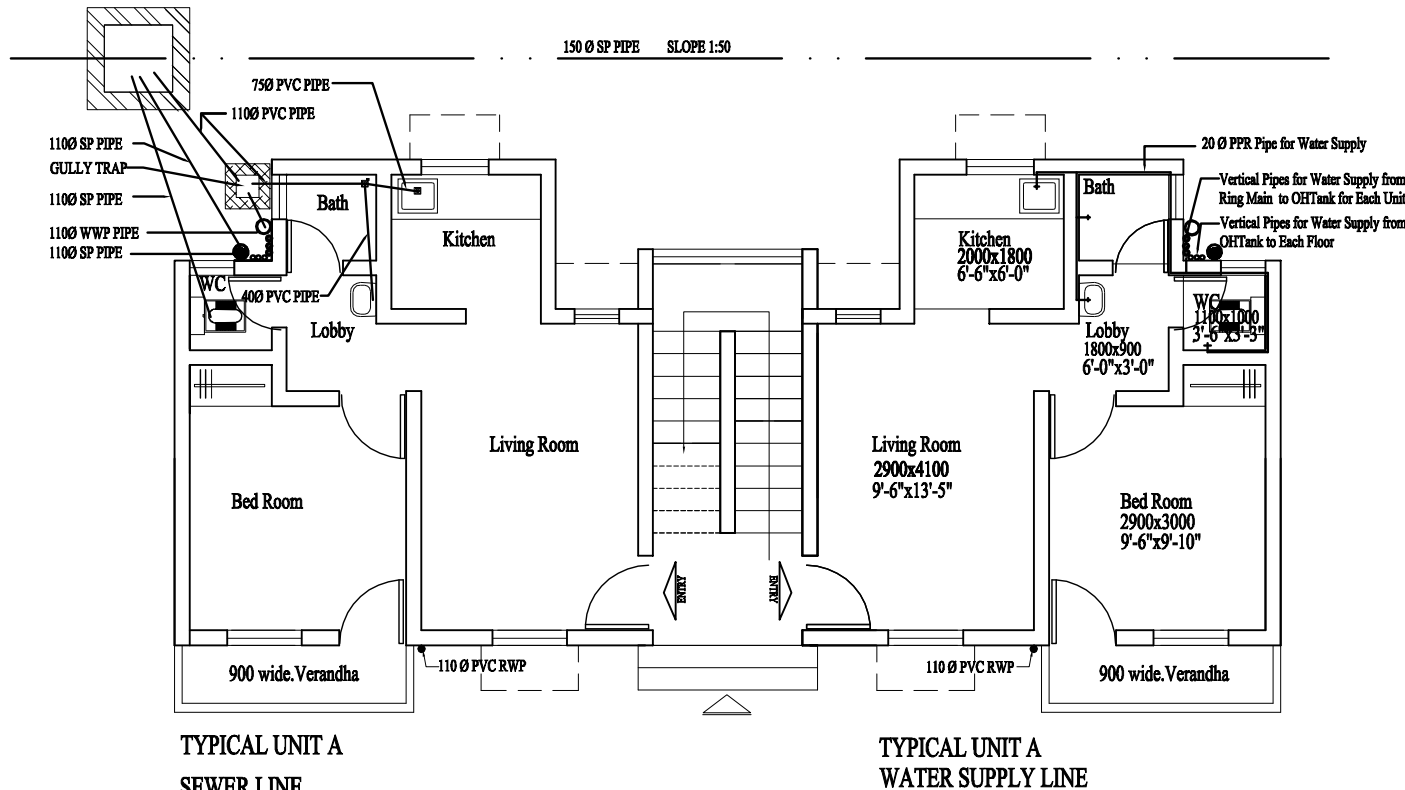 150 Ø SP PIPE SLOPE 1:50
75Ø PVC PIPE
110Ø PVC PIPE
110Ø SP PIPE
GULLY TRAP
110Ø SP PIPE
110Ø WWP PIPE
110Ø SP PIPE
Bath
Kitchen
WC
40Ø PVC PIPE
Lobby
Living Room
Bed Room
ENTRY
110 Ø PVC RWP
900 wide.Verandha
TYPICAL UNIT A
SEWER LINE
20 Ø PPR Pipe for Water Supply
Vertical Pipes for Water Supply from
Ring Main to OHTank for Each Unit
Vertical Pipes for Water Supply from
OHTank to Each Floor
Bath
Kitchen
2000x1800
6'-6"x6'-0"
WC
1100x1000
3'-6"x3'-3"
Lobby
1800x900
6'-0"x3'-0"
Living Room
2900x4100
9'-6"x13'-5"
Bed Room
2900x3000
9'-6"x9'-10"
ENTRY
110 Ø PVC RWP
900 wide.Verandha
TYPICAL UNIT A
WATER SUPPLY LINE